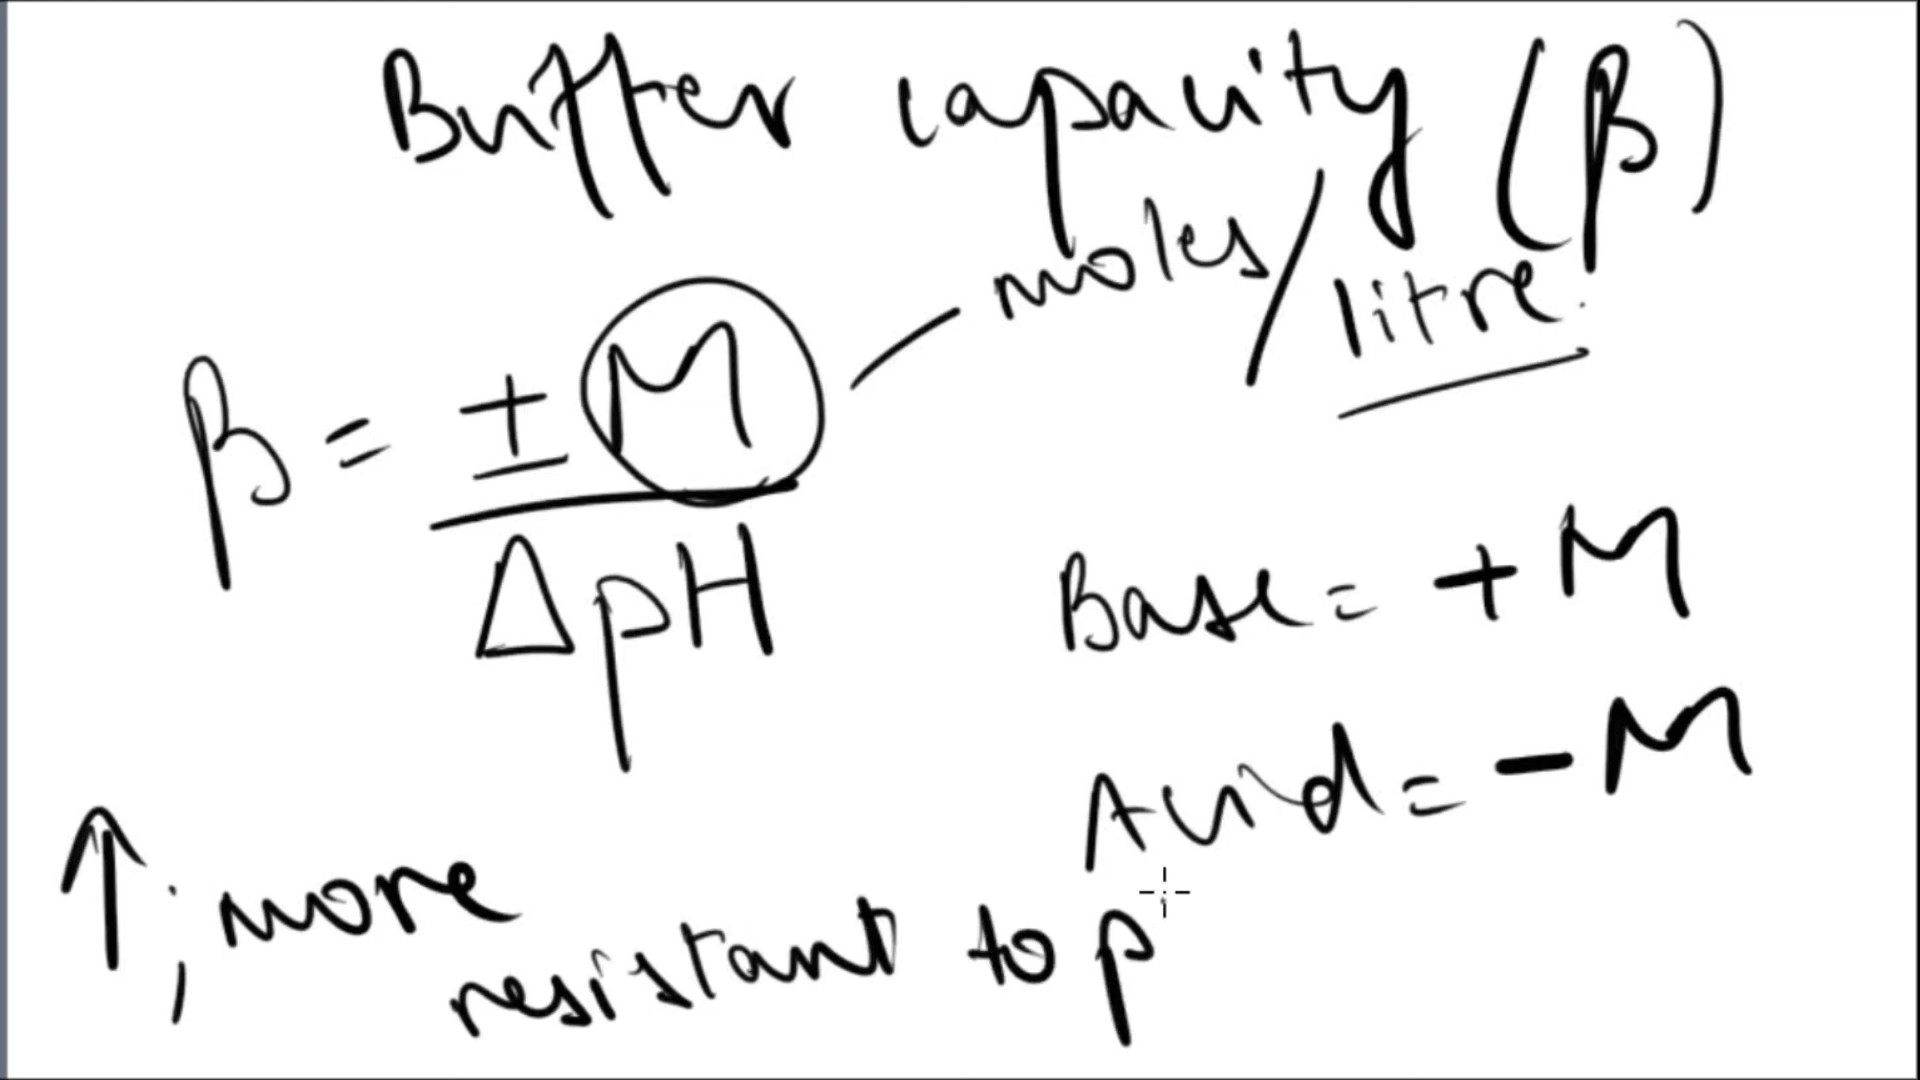 Buffer capacity (β)
moles/litre.
β = ± M
ΔpH
Base = + M
Acid = - M
↑ ; more
resistant to p